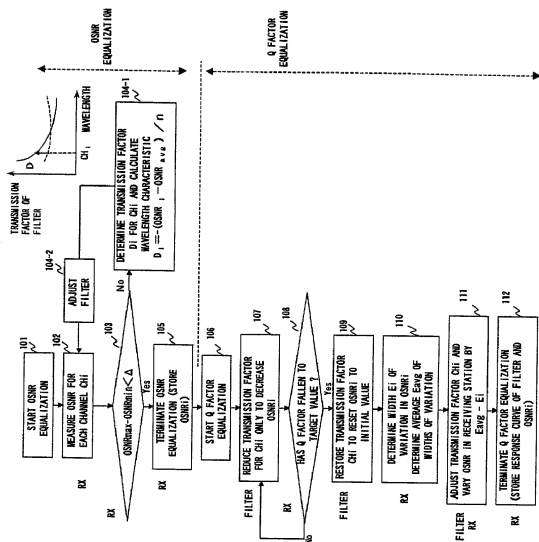 OSNR
EQUALIZATION
Q FACTOR
EQUALIZATION
TRANSMISSION
FACTOR OF
FILTER
D
CH i
WAVELENGTH
101
START OSNR
EQUALIZATION
102
MEASURE OSNR FOR
EACH CHANNEL CHi
RX
104-2
ADJUST
FILTER
103
OSNRmax-OSNRmin<Δ
RX
No
Yes
104-1
DETERMINE TRANSMISSION FACTOR
Di FOR CHi AND CALCULATE
WAVELENGTH CHARACTERISTIC
D i =-(OSNR i -OSNR avg)/n
105
TERMINATE OSNR
EQUALIZATION (STORE
OSNRi)
RX
106
START Q FACTOR
EQUALIZATION
107
REDUCE TRANSMISSION FACTOR
FOR CHi ONLY TO DECREASE
OSNRi
FILTER
108
HAS Q FACTOR FALLEN TO
TARGET VALUE ?
RX
No
Yes
109
RESTORE TRANSMISSION FACTOR
CHi TO RESET OSNRi TO
INITIAL VALUE
FILTER
110
DETERMINE WIDTH Ei OF
VARIATION IN OSNRi
DETERMINE AVERAGE Eavg OF
WIDTHS OF VARIATION
RX
111
ADJUST TRANSMISSION FACTOR CHi AND
VARY OSNR IN RECEIVING STATION BY
Eavg - Ei
FILTER
RX
112
TERMINATE Q FACTOR EQUALIZATION
(STORE RESPONSE CURVE OF FILTER AND
OSNRi)
RX